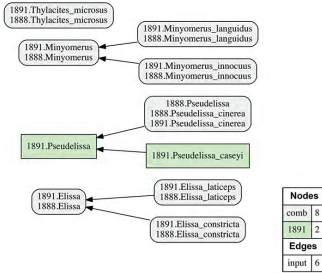 1891.Thylacites_microsus
1888.Thylacites_microsus
1891.Minyomerus
1888.Minyomerus
1891.Minyomerus_languidus
1888.Minyomerus_languidus
1891.Minyomerus_innocuus
1888.Minyomerus_innocuus
1888.Pseudelissa
1888.Pseudelissa_cinerea
1891.Pseudelissa_cinerea
1891.Pseudelissa
1891.Pseudelissa_caseyi
1891.Elissa
1888.Elissa
1891.Elissa_laticeps
1888.Elissa_laticeps
1891.Elissa_constricta
1888.Elissa_constricta
Nodes
comb 8
1891 2
Edges
input 6